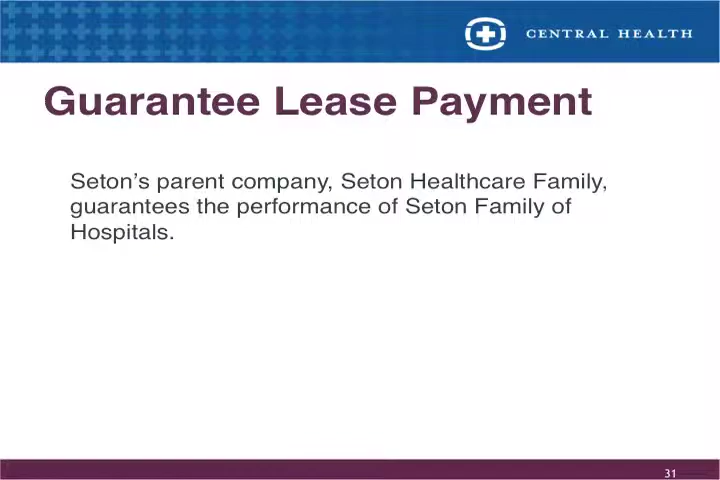 CENTRAL HEALTH
Guarantee Lease Payment
Seton’s parent company, Seton Healthcare Family,
guarantees the performance of Seton Family of
Hospitals.
31